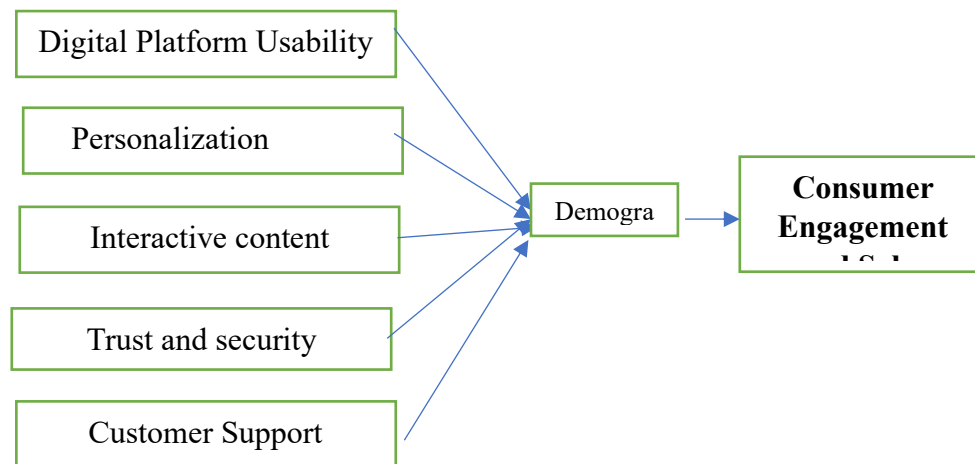 Digital Platform Usability
Personalization
Interactive content
Trust and security
Customer Support
Demogra
Consumer
Engagement